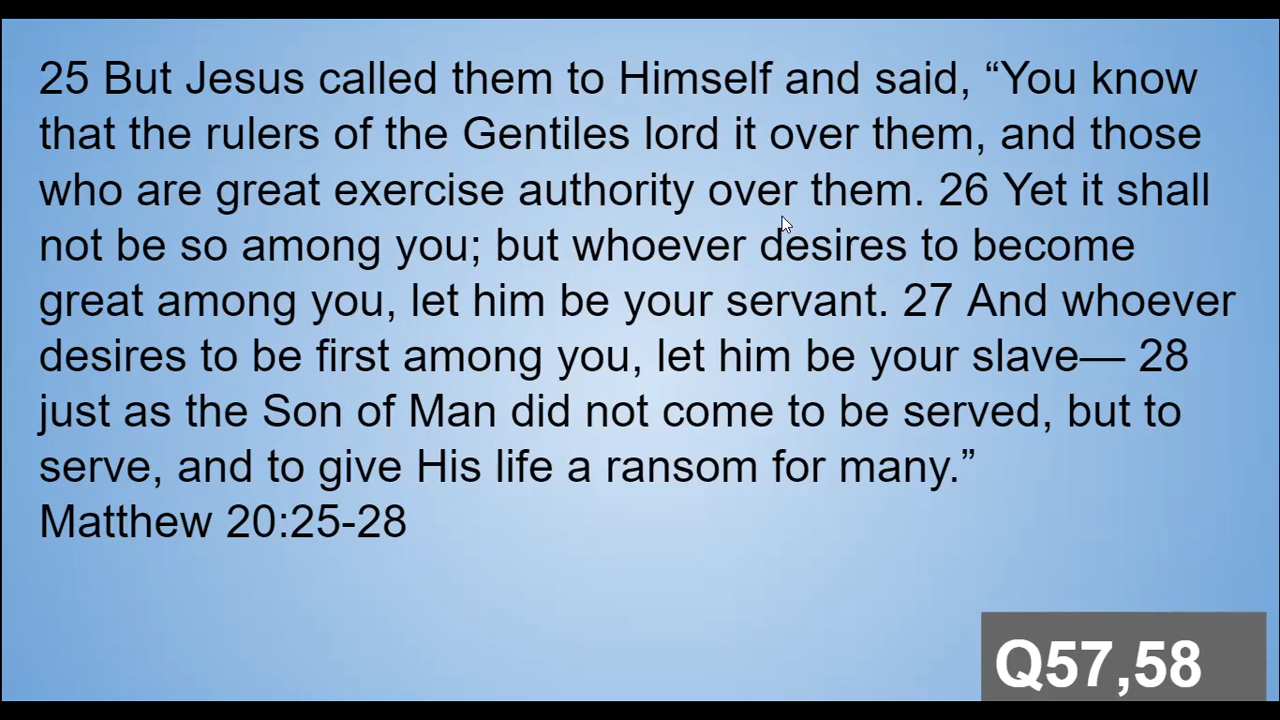 25 But Jesus called them to Himself and said, “You know
that the rulers of the Gentiles lord it over them, and those
who are great exercise authority over them. 26 Yet it shall
not be so among you; but whoever desires to become
great among you, let him be your servant. 27 And whoever
desires to be first among you, let him be your slave— 28
just as the Son of Man did not come to be served, but to
serve, and to give His life a ransom for many.”
Matthew 20:25-28
Q57,58